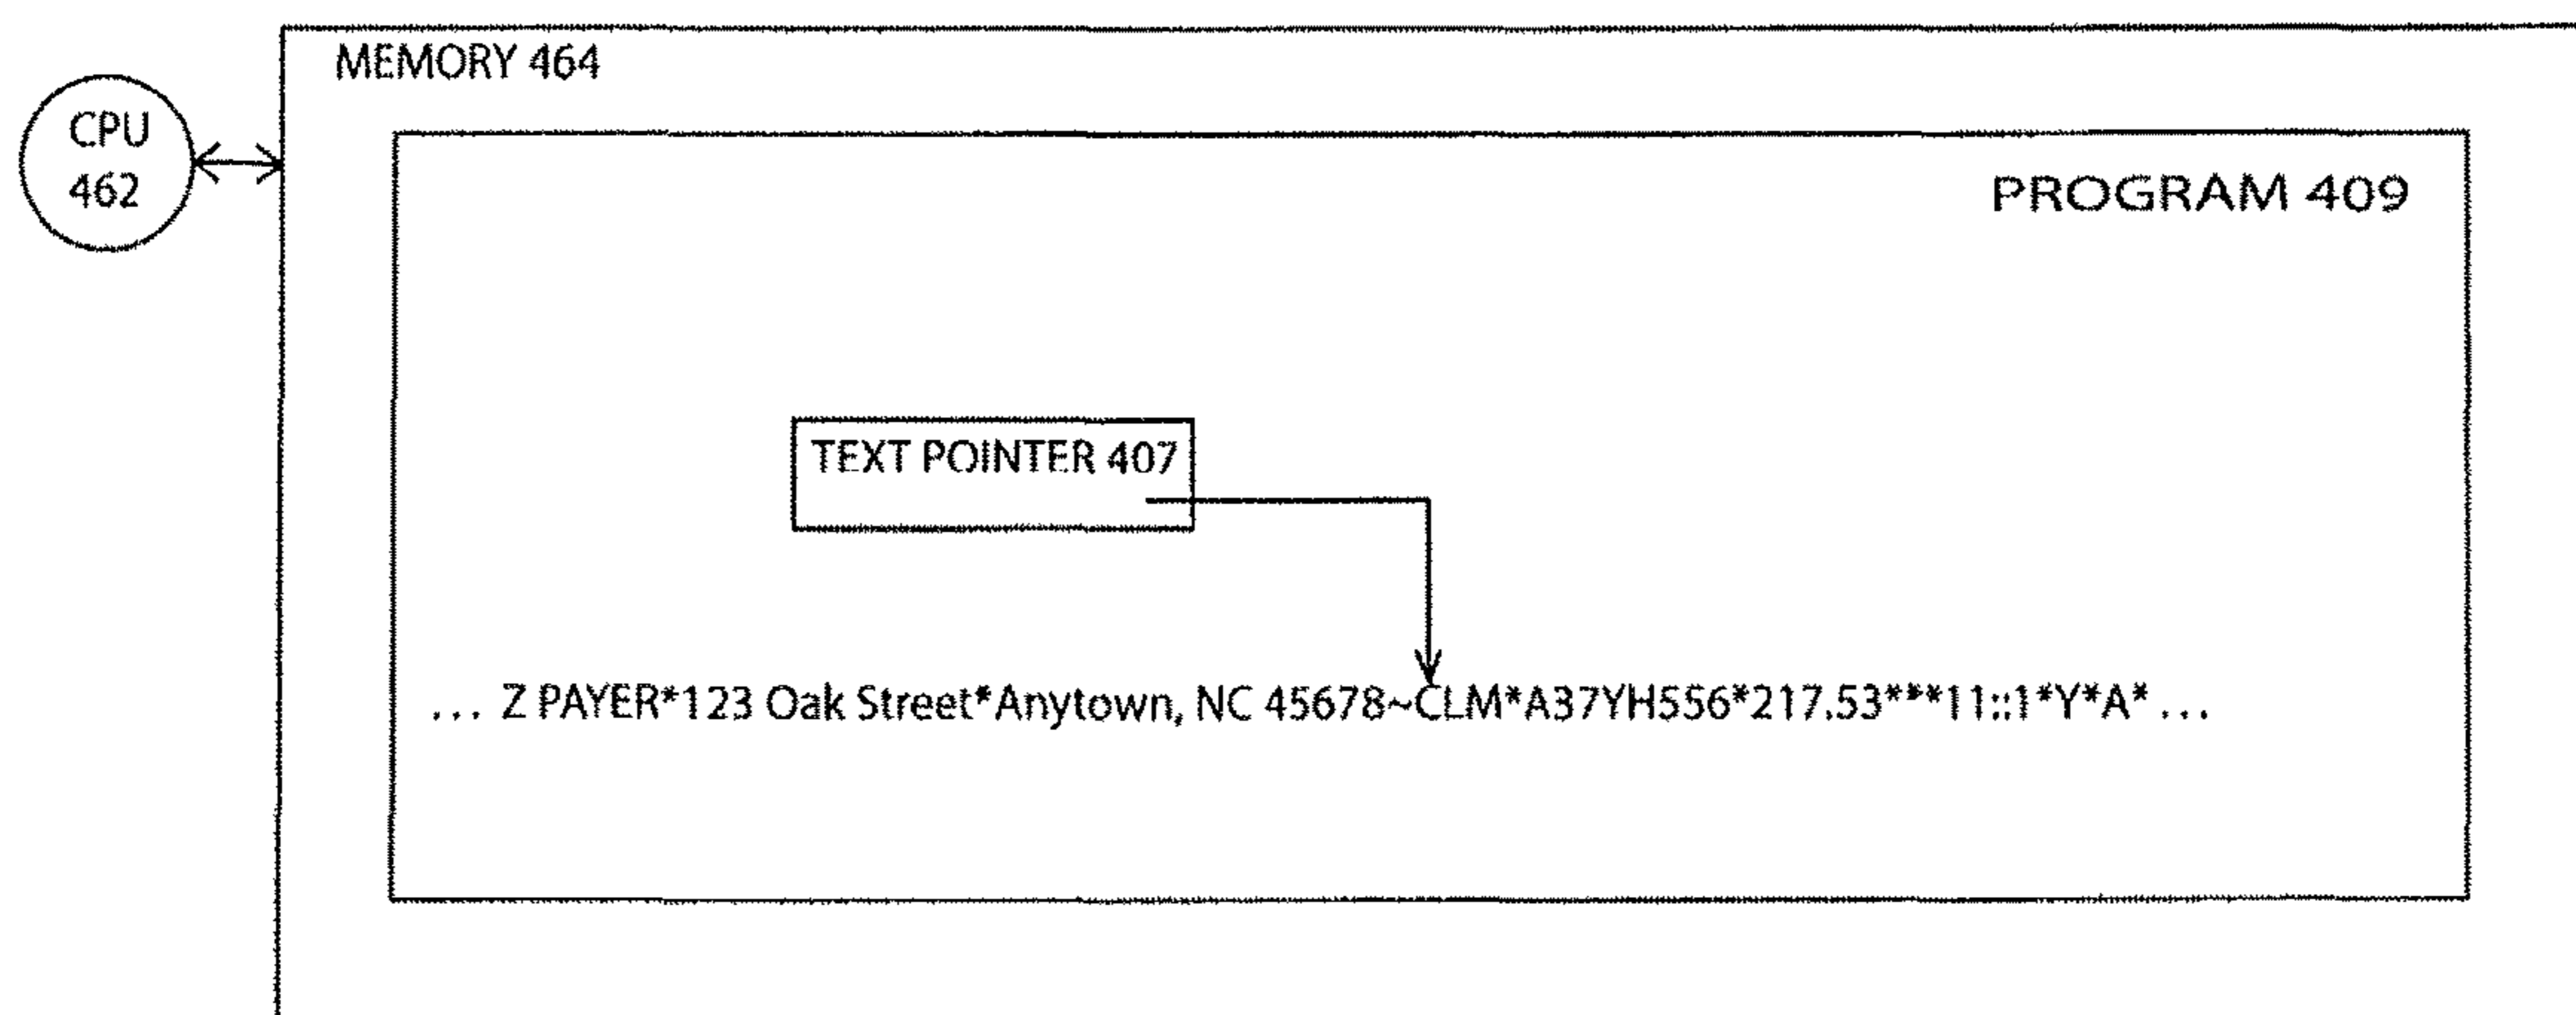 MEMORY 464
CPU
462
PROGRAM 409
TEXT POINTER 407
... Z PAYER*123 Oak Street*Anytown, NC 45678~CLM*A37YH556*217.53***11::1*Y*A* ...